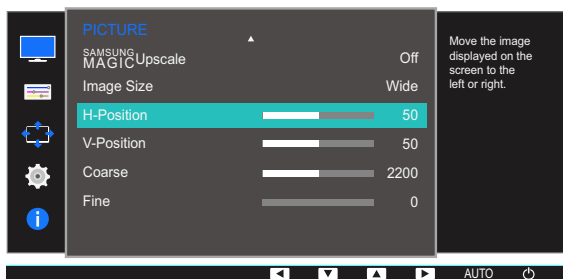 PICTURE
SAMSUNG
MAGIC Upscale Off
Image Size Wide
H-Position 50
V-Position 50
Coarse 2200
Fine 0
Move the image
displayed on the
screen to the
left or right.
i
AUTO